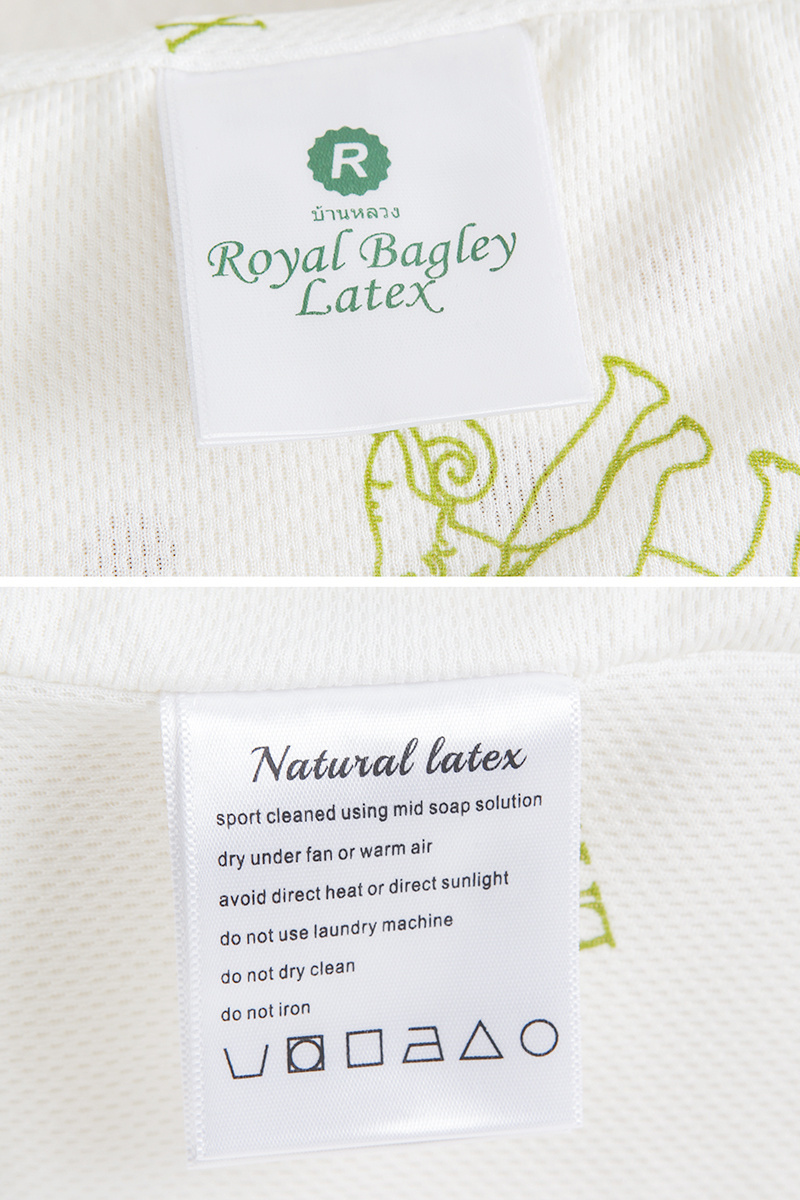 R
บ้านหลวง
Royal Bagley
Latex
Natural latex
sport cleaned using mid soap solution
dry under fan or warm air
avoid direct heat or direct sunlight
do not use laundry machine
do not dry clean
do not iron